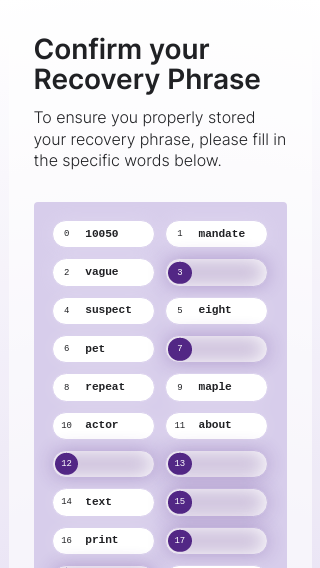 Confirm your
Recovery Phrase
To ensure you properly stored
your recovery phrase, please fill in
the specific words below.
0 10050 1 mandate
2 vague 3
4 suspect 5 eight
6 pet 7
8 repeat 9 maple
10 actor 11 about
12 13
14 text 15
16 print 17